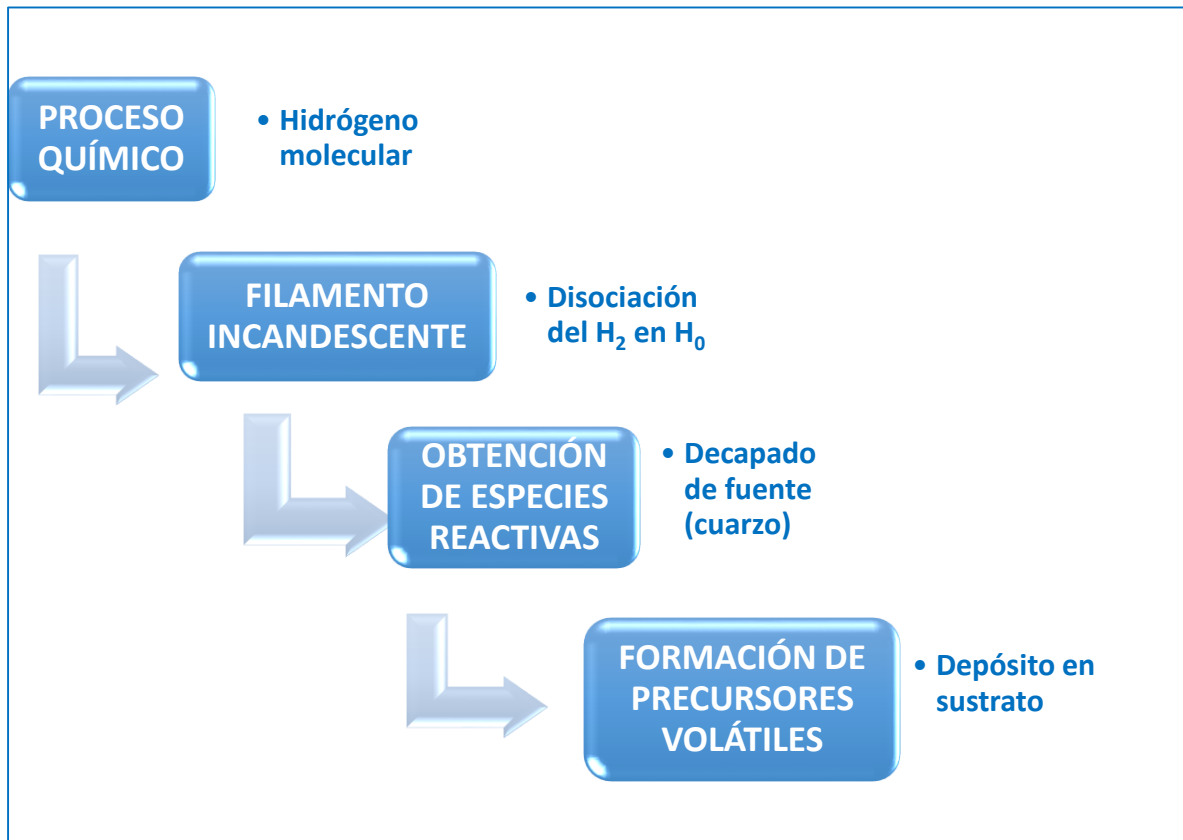 PROCESO
QUÍMICO
• Hidrógeno
molecular
FILAMENTO
INCANDESCENTE
• Disociación
del H₂ en H₀
OBTENCIÓN
DE ESPECIES
REACTIVAS
• Decapado
de fuente
(cuarzo)
FORMACIÓN DE
PRECURSORES
VOLÁTILES
• Depósito en
sustrato